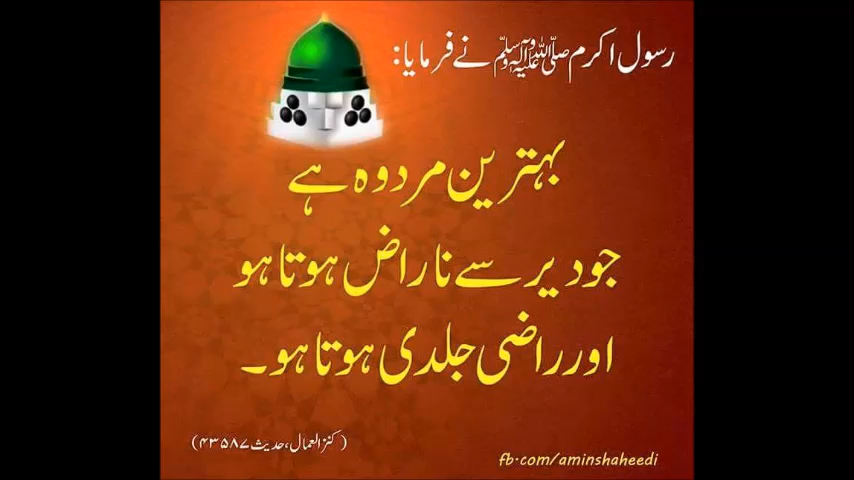 رسول اکرم صلی اللہ علیہ وآلہ وسلم نے فرمایا:
بہترین مرد وہ ہے
جو دیر سے ناراض ہوتا ہو
اور راضی جلدی ہوتا ہو۔
(کنز العمال، حدیث ۴۳۵۸۷)
fb.com/aminshaheedi